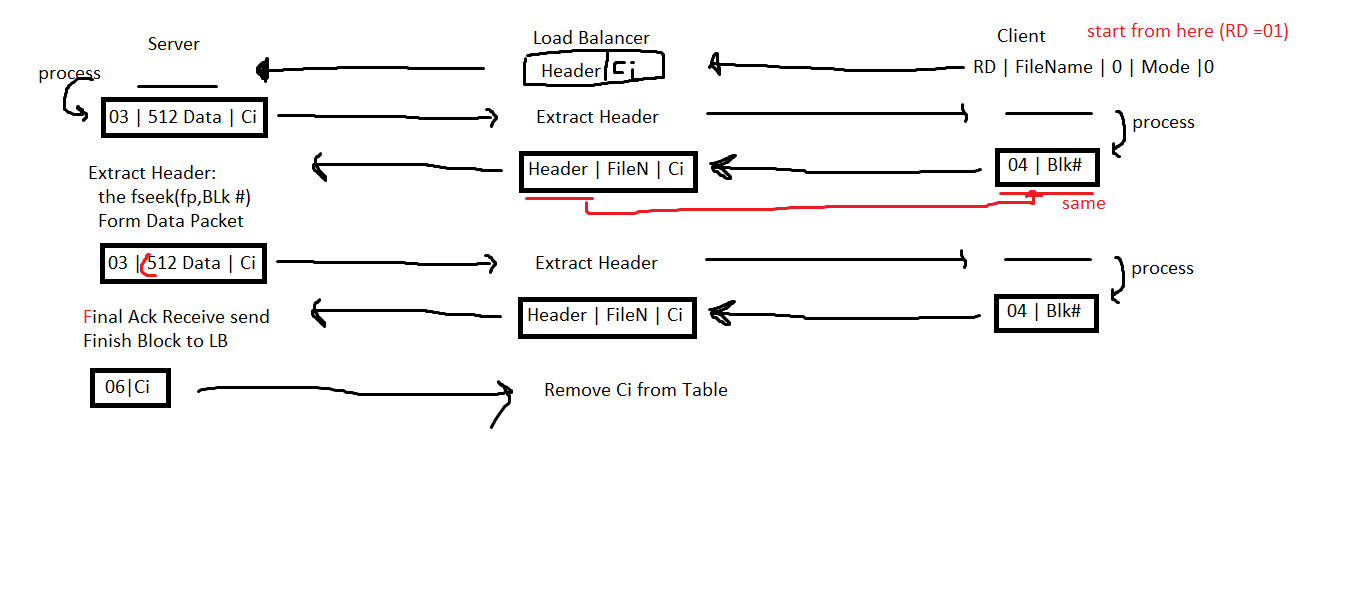 Server
Load Balancer
Client
start from here (RD =01)
process
Header | Ci
RD | FileName | 0 | Mode |0
03 | 512 Data | Ci
Extract Header
process
Header | FileN | Ci
04 | Blk#
same
Extract Header:
the fseek(fp,BLk #)
Form Data Packet
03 | 512 Data | Ci
Extract Header
process
Header | FileN | Ci
04 | Blk#
Final Ack Receive send
Finish Block to LB
06|Ci
Remove Ci from Table